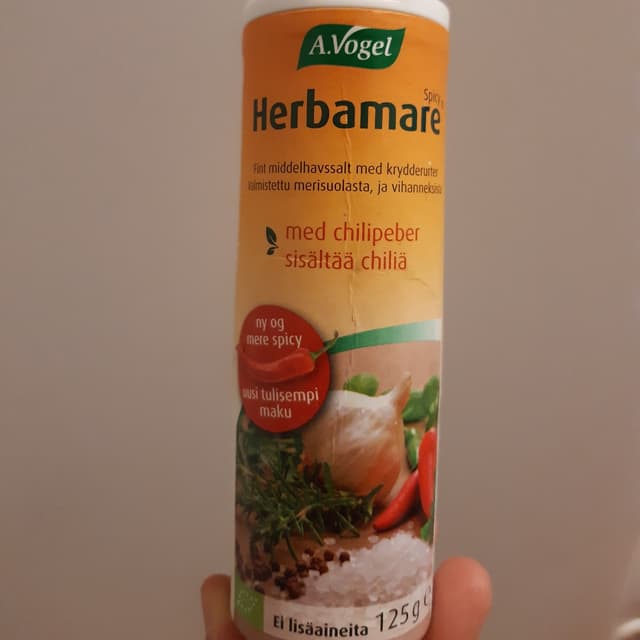 A.Vogel
Spicy
Herbamare
Fint middelhavssalt med krydderurter
Valmistettu merisuolasta, ja vihanneksista
med chilipeber
sisältää chiliä
ny og
mere spicy
uusi tulisempi
maku
Ei lisäaineita 125g e